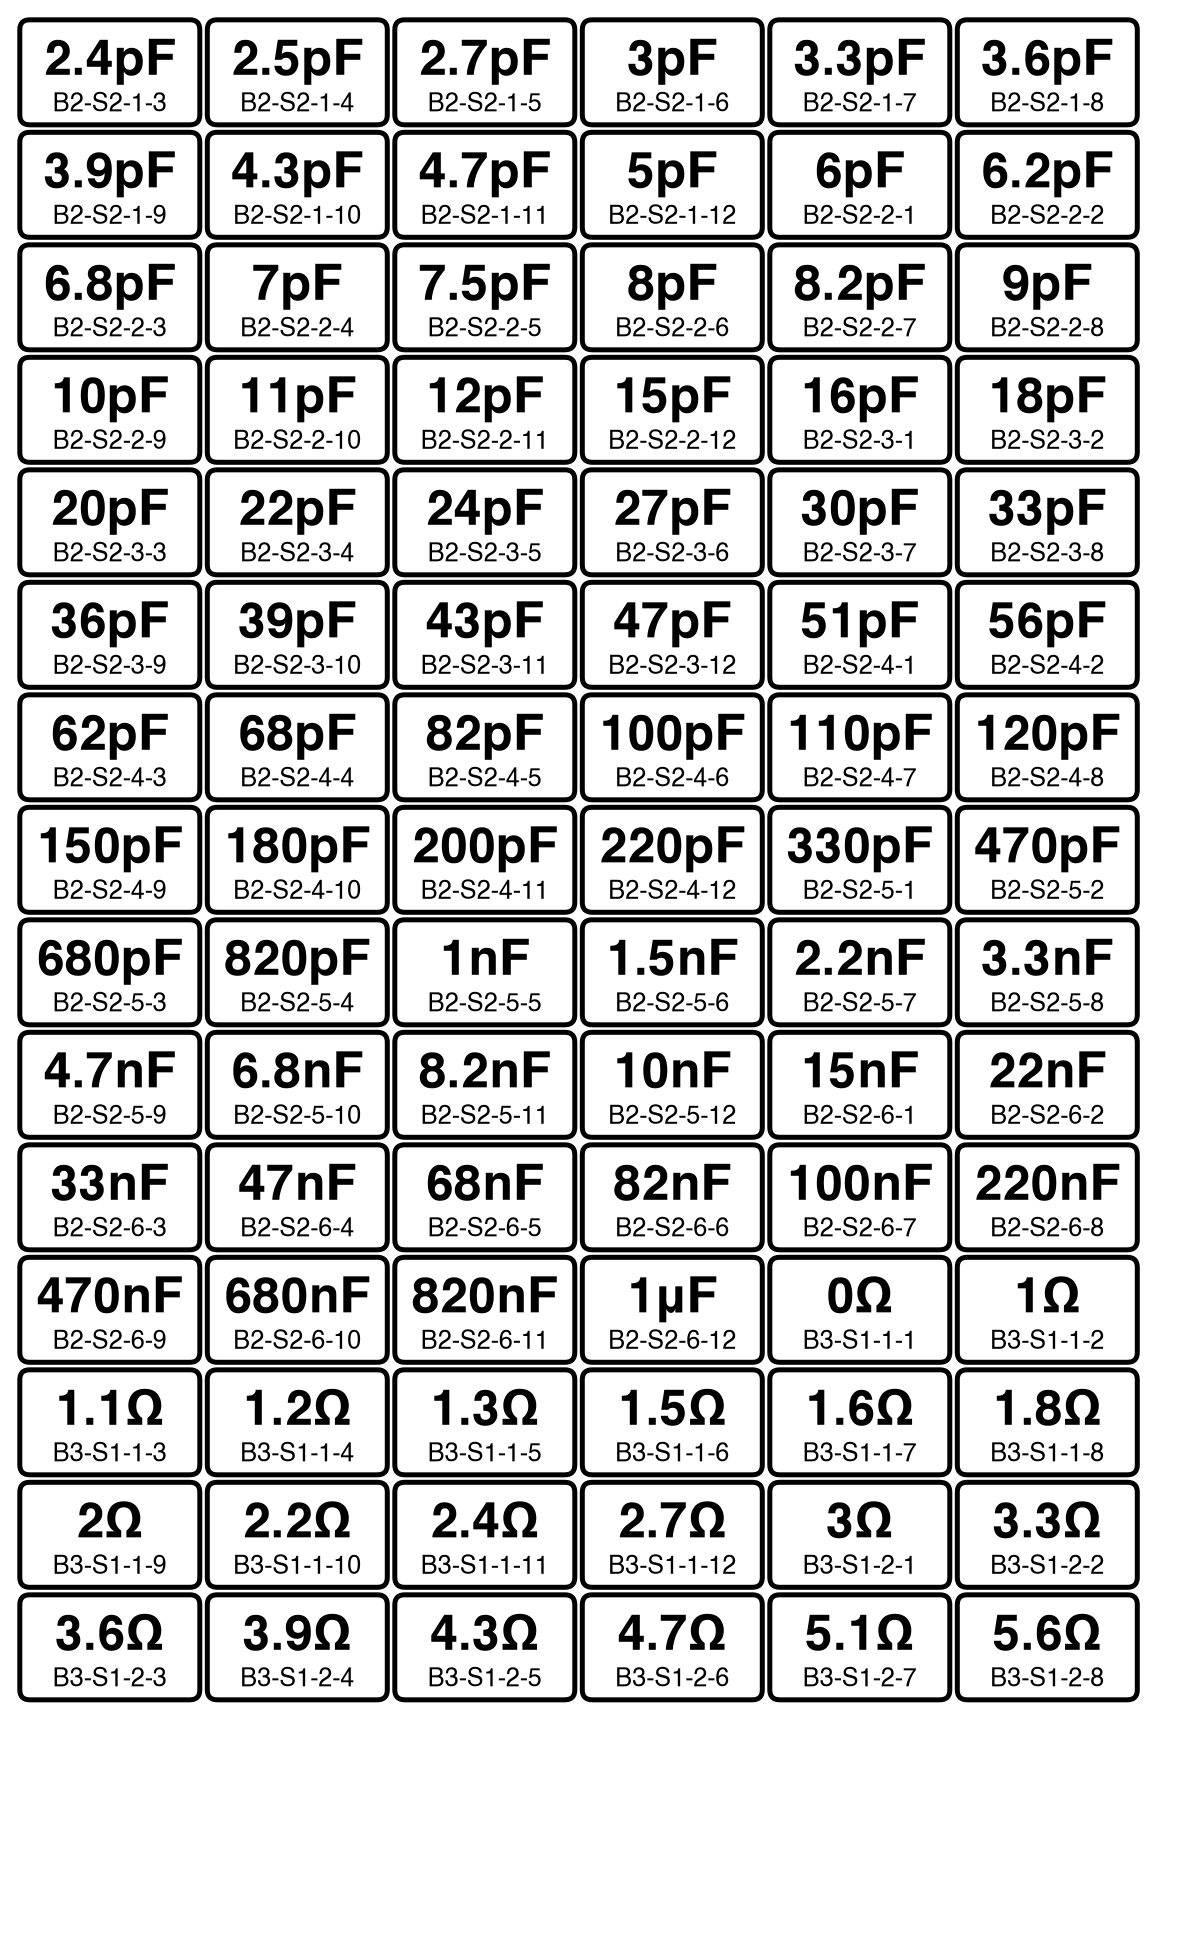 2.4pF 2.5pF 2.7pF 3pF 3.3pF 3.6pF
B2-S2-1-3 B2-S2-1-4 B2-S2-1-5 B2-S2-1-6 B2-S2-1-7 B2-S2-1-8
3.9pF 4.3pF 4.7pF 5pF 6pF 6.2pF
B2-S2-1-9 B2-S2-1-10 B2-S2-1-11 B2-S2-1-12 B2-S2-2-1 B2-S2-2-2
6.8pF 7pF 7.5pF 8pF 8.2pF 9pF
B2-S2-2-3 B2-S2-2-4 B2-S2-2-5 B2-S2-2-6 B2-S2-2-7 B2-S2-2-8
10pF 11pF 12pF 15pF 16pF 18pF
B2-S2-2-9 B2-S2-2-10 B2-S2-2-11 B2-S2-2-12 B2-S2-3-1 B2-S2-3-2
20pF 22pF 24pF 27pF 30pF 33pF
B2-S2-3-3 B2-S2-3-4 B2-S2-3-5 B2-S2-3-6 B2-S2-3-7 B2-S2-3-8
36pF 39pF 43pF 47pF 51pF 56pF
B2-S2-3-9 B2-S2-3-10 B2-S2-3-11 B2-S2-3-12 B2-S2-4-1 B2-S2-4-2
62pF 68pF 82pF 100pF 110pF 120pF
B2-S2-4-3 B2-S2-4-4 B2-S2-4-5 B2-S2-4-6 B2-S2-4-7 B2-S2-4-8
150pF 180pF 200pF 220pF 330pF 470pF
B2-S2-4-9 B2-S2-4-10 B2-S2-4-11 B2-S2-4-12 B2-S2-5-1 B2-S2-5-2
680pF 820pF 1nF 1.5nF 2.2nF 3.3nF
B2-S2-5-3 B2-S2-5-4 B2-S2-5-5 B2-S2-5-6 B2-S2-5-7 B2-S2-5-8
4.7nF 6.8nF 8.2nF 10nF 15nF 22nF
B2-S2-5-9 B2-S2-5-10 B2-S2-5-11 B2-S2-5-12 B2-S2-6-1 B2-S2-6-2
33nF 47nF 68nF 82nF 100nF 220nF
B2-S2-6-3 B2-S2-6-4 B2-S2-6-5 B2-S2-6-6 B2-S2-6-7 B2-S2-6-8
470nF 680nF 820nF 1µF 0Ω 1Ω
B2-S2-6-9 B2-S2-6-10 B2-S2-6-11 B2-S2-6-12 B3-S1-1-1 B3-S1-1-2
1.1Ω 1.2Ω 1.3Ω 1.5Ω 1.6Ω 1.8Ω
B3-S1-1-3 B3-S1-1-4 B3-S1-1-5 B3-S1-1-6 B3-S1-1-7 B3-S1-1-8
2Ω 2.2Ω 2.4Ω 2.7Ω 3Ω 3.3Ω
B3-S1-1-9 B3-S1-1-10 B3-S1-1-11 B3-S1-1-12 B3-S1-2-1 B3-S1-2-2
3.6Ω 3.9Ω 4.3Ω 4.7Ω 5.1Ω 5.6Ω
B3-S1-2-3 B3-S1-2-4 B3-S1-2-5 B3-S1-2-6 B3-S1-2-7 B3-S1-2-8